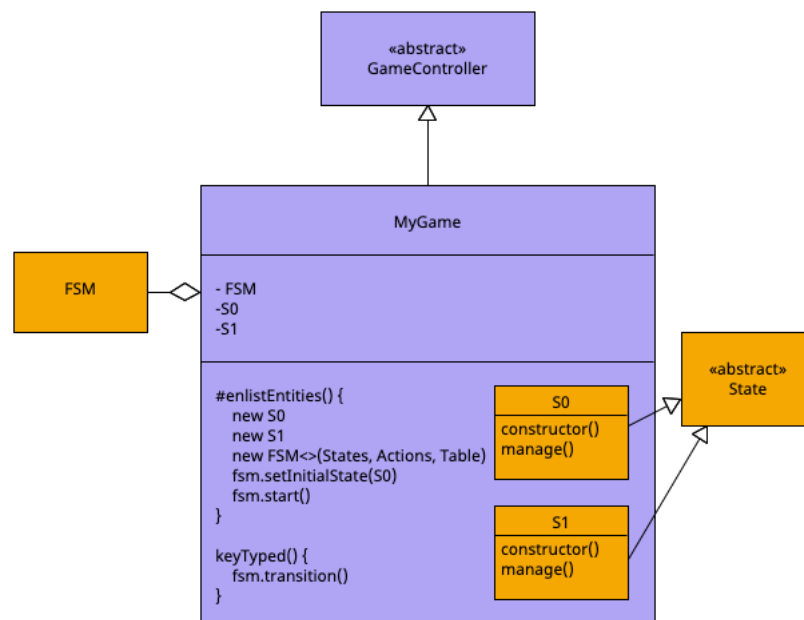 «abstract»
GameController
MyGame
FSM
- FSM
-S0
-S1
«abstract»
State
#enlistEntities() {
new S0
new S1
new FSM<>(States, Actions, Table)
fsm.setInitialState(S0)
fsm.start()
}
keyTyped() {
fsm.transition()
}
S0
constructor()
manage()
S1
constructor()
manage()